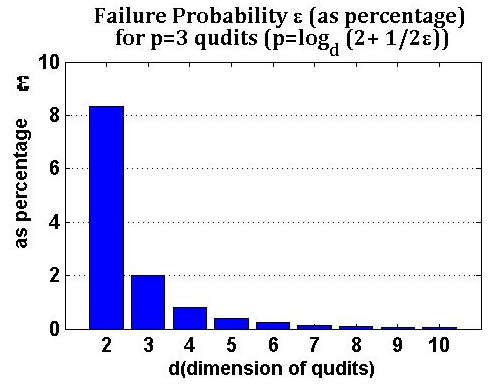 Failure Probability ε (as percentage)
for p=3 qudits (p=log_d (2+ 1/2ε))
10
8
6
4
2
0
as percentage ε
2 3 4 5 6 7 8 9 10
d(dimension of qudits)